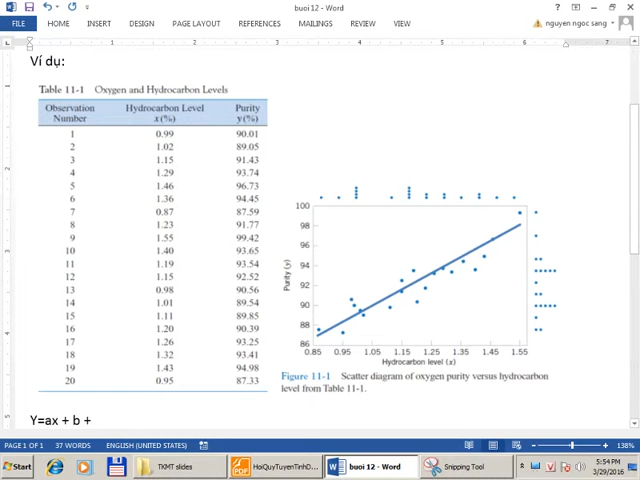 buoi 12 - Word
FILE HOME INSERT DESIGN PAGE LAYOUT REFERENCES MAILINGS REVIEW VIEW nguyen ngoc sang
Ví dụ:
Table 11-1 Oxygen and Hydrocarbon Levels
Observation Number Hydrocarbon Level x (%) Purity y (%)
1 0.99 90.01
2 1.02 89.05
3 1.15 91.43
4 1.29 93.74
5 1.46 96.73
6 1.36 94.45
7 0.87 87.59
8 1.23 91.77
9 1.55 99.42
10 1.40 93.65
11 1.19 93.54
12 1.15 92.52
13 0.98 90.56
14 1.01 89.54
15 1.11 89.85
16 1.20 90.39
17 1.26 93.25
18 1.32 93.41
19 1.43 94.98
20 0.95 87.33
100
98
96
94
92
90
88
86
Purity (y)
0.85 0.95 1.05 1.15 1.25 1.35 1.45 1.55
Hydrocarbon level (x)
Figure 11-1 Scatter diagram of oxygen purity versus hydrocarbon
level from Table 11-1.
Y=ax + b +
PAGE 1 OF 1 37 WORDS ENGLISH (UNITED STATES) 138%
Start TKMT slides HoiQuyTuyenTinhD... buoi 12 - Word Snipping Tool 5:54 PM
3/29/2016